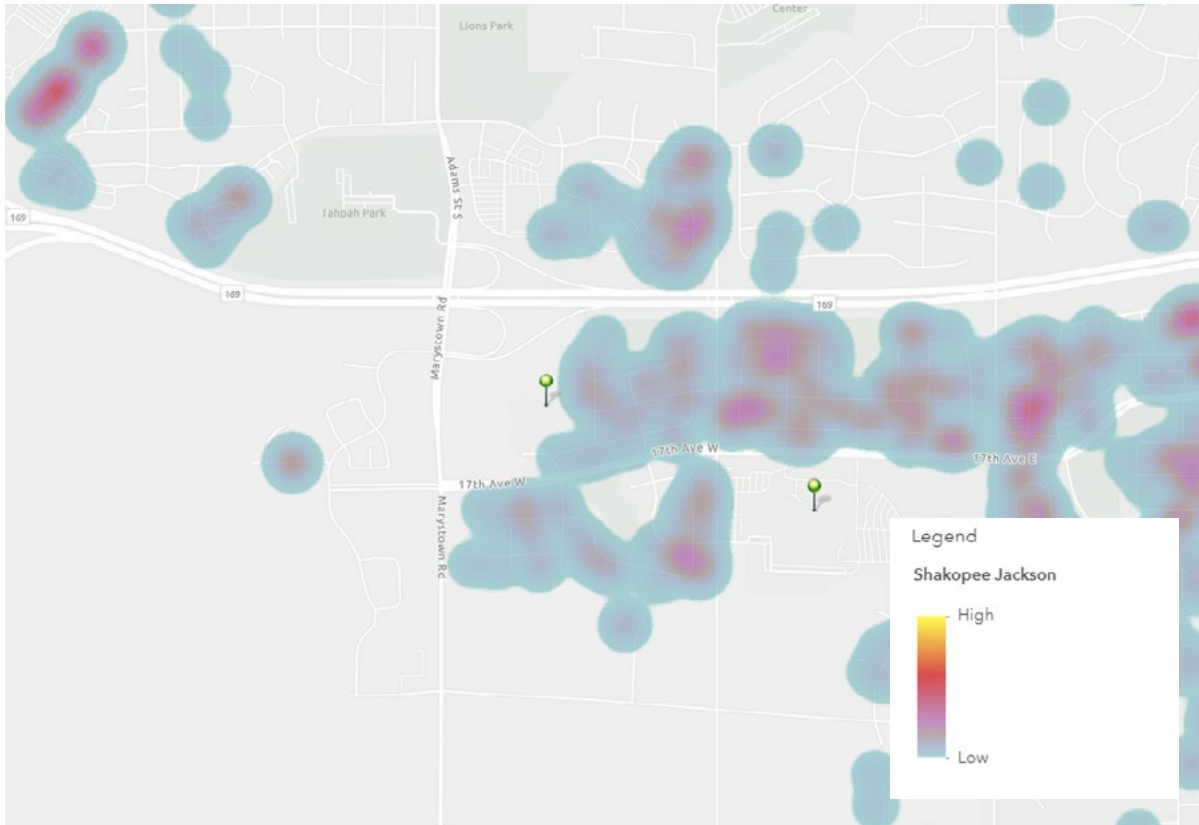 Center
Lions Park
Adams St S
Tahpah Park
169
169
169
Marystown Rd
17th Ave W
17th Ave W
17th Ave E
Marystown Rd
Legend
Shakopee Jackson
High
Low